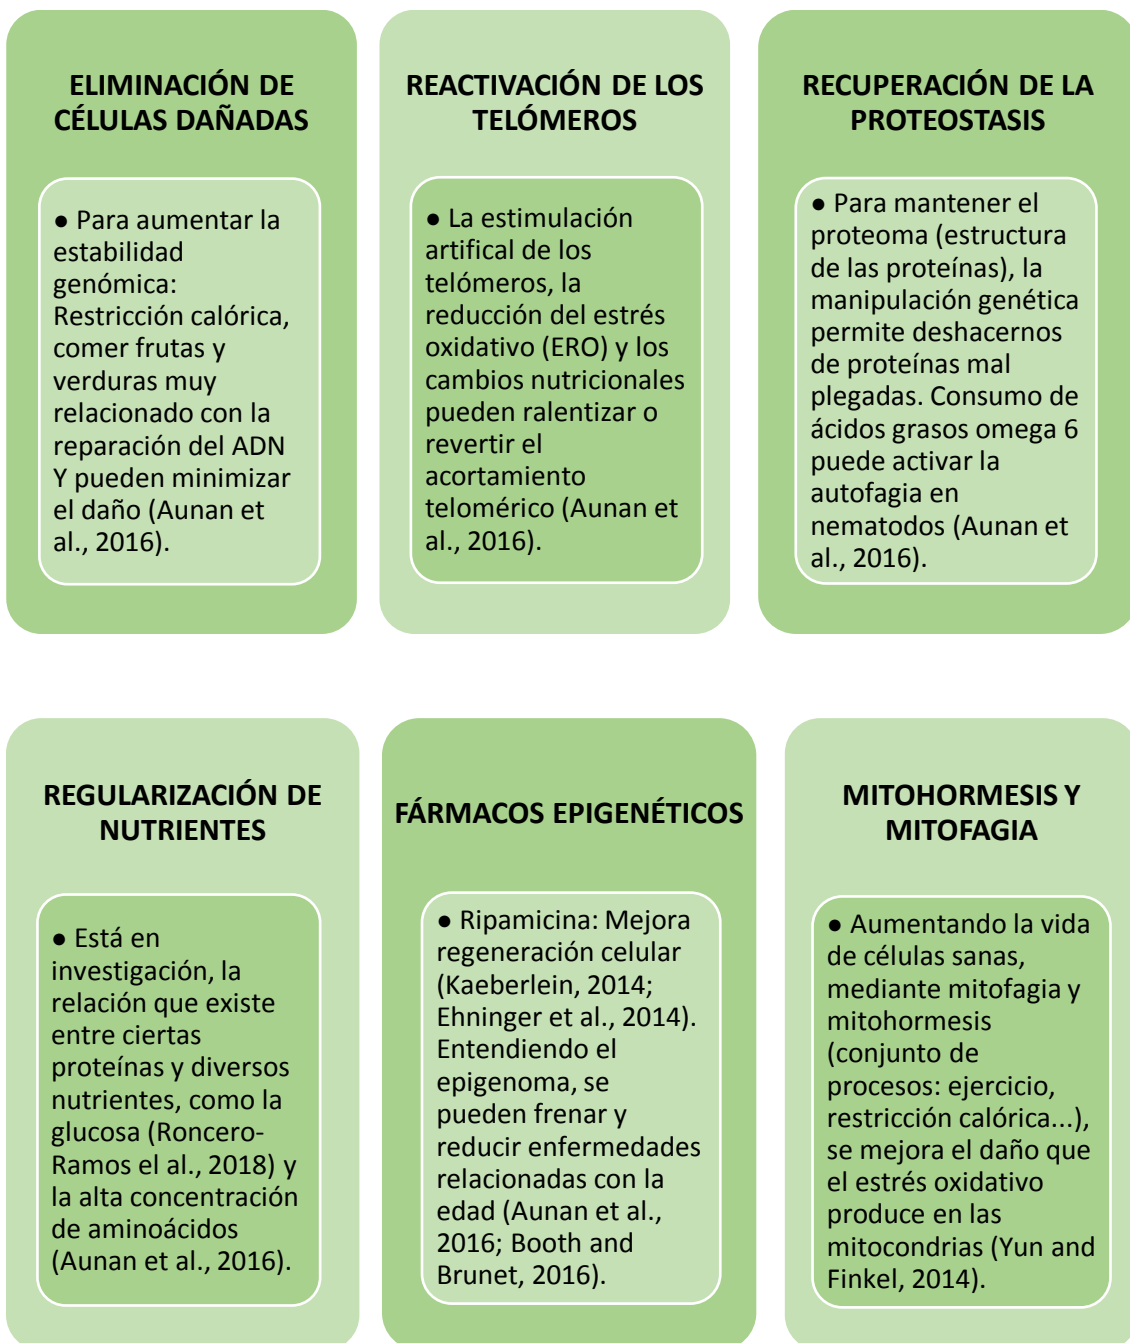 ELIMINACIÓN DE
CÉLULAS DAÑADAS
● Para aumentar la
estabilidad
genómica:
Restricción calórica,
comer frutas y
verduras muy
relacionado con la
reparación del ADN
Y pueden minimizar
el daño (Aunan et
al., 2016).
REACTIVACIÓN DE LOS
TELÓMEROS
● La estimulación
artifical de los
telómeros, la
reducción del estrés
oxidativo (ERO) y los
cambios nutricionales
pueden ralentizar o
revertir el
acortamiento
telomérico (Aunan et
al., 2016).
RECUPERACIÓN DE LA
PROTEOSTASIS
● Para mantener el
proteoma (estructura
de las proteínas), la
manipulación genética
permite deshacernos
de proteínas mal
plegadas. Consumo de
ácidos grasos omega 6
puede activar la
autofagia en
nematodos (Aunan et
al., 2016).
REGULARIZACIÓN DE
NUTRIENTES
● Está en
investigación, la
relación que existe
entre ciertas
proteínas y diversos
nutrientes, como la
glucosa (Roncero-
Ramos el al., 2018) y
la alta concentración
de aminoácidos
(Aunan et al., 2016).
FÁRMACOS EPIGENÉTICOS
● Ripamicina: Mejora
regeneración celular
(Kaeberlein, 2014;
Ehninger et al., 2014).
Entendiendo el
epigenoma, se
pueden frenar y
reducir enfermedades
relacionadas con la
edad (Aunan et al.,
2016; Booth and
Brunet, 2016).
MITOHORMESIS Y
MITOFAGIA
● Aumentando la vida
de células sanas,
mediante mitofagia y
mitohormesis
(conjunto de
procesos: ejercicio,
restricción calórica...),
se mejora el daño que
el estrés oxidativo
produce en las
mitocondrias (Yun and
Finkel, 2014).